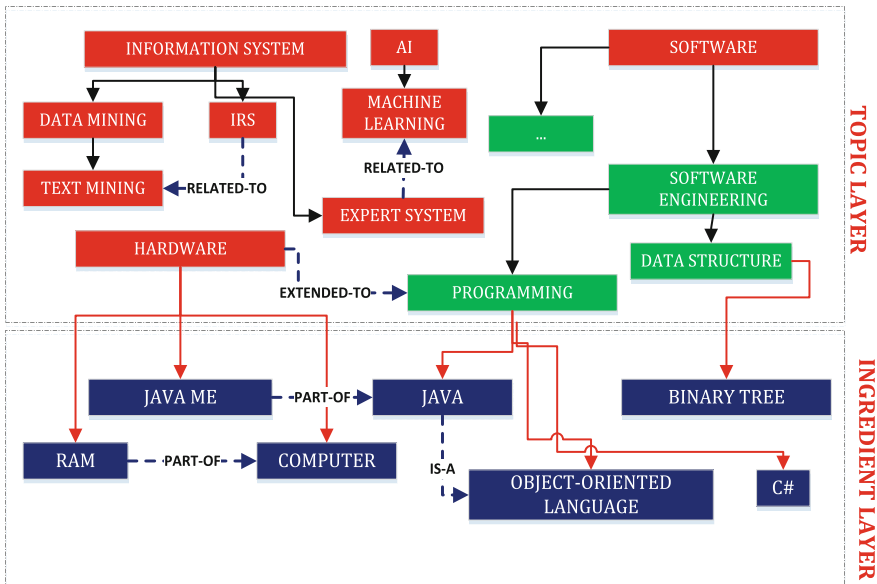 INFORMATION SYSTEM
AI
SOFTWARE
DATA MINING
IRS
MACHINE
LEARNING
...
TEXT MINING
RELATED-TO
RELATED-TO
EXPERT SYSTEM
SOFTWARE
ENGINEERING
HARDWARE
DATA STRUCTURE
EXTENDED-TO
PROGRAMMING
TOPIC LAYER
JAVA ME
PART-OF
JAVA
BINARY TREE
RAM
PART-OF
COMPUTER
IS-A
OBJECT-ORIENTED
LANGUAGE
C#
INGREDIENT LAYER